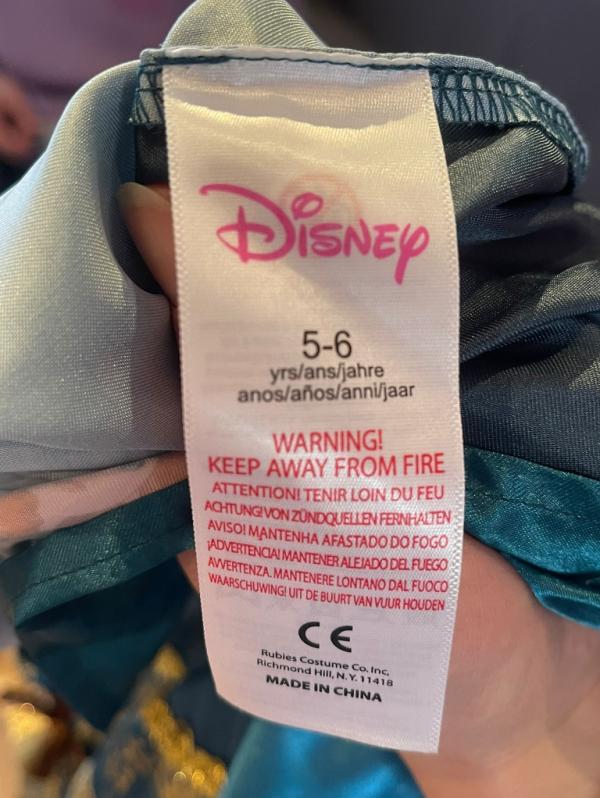 Disney
5-6
yrs/ans/jahre
anos/años/anni/jaar
WARNING!
KEEP AWAY FROM FIRE
ATTENTION! TENIR LOIN DU FEU
ACHTUNG! VON ZÜNDQUELLEN FERNHALTEN
AVISO! MANTENHA AFASTADO DO FOGO
¡ADVERTENCIA! MANTENER ALEJADO DEL FUEGO
AVVERTENZA. MANTENERE LONTANO DAL FUOCO
WAARSCHUWING! UIT DE BUURT VAN VUUR HOUDEN
CE
Rubies Costume Co. Inc,
Richmond Hill, N.Y. 11418
MADE IN CHINA